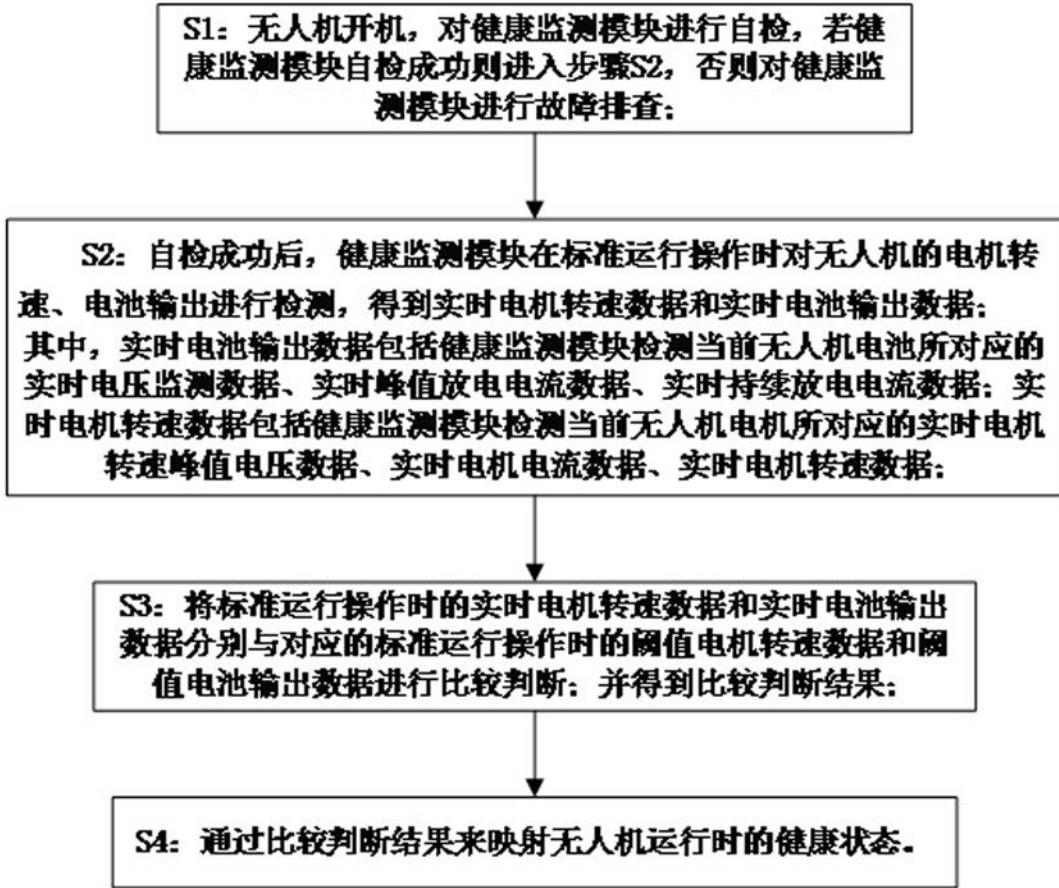 S1：无人机开机，对健康监测模块进行自检，若健
康监测模块自检成功则进入步骤S2，否则对健康监
测模块进行故障排查；
S2：自检成功后，健康监测模块在标准运行操作时对无人机的电机转
速、电池输出进行检测，得到实时电机转速数据和实时电池输出数据；
其中，实时电池输出数据包括健康监测模块检测当前无人机电池所对应的
实时电压监测数据、实时峰值放电电流数据、实时持续放电电流数据；实
时电机转速数据包括健康监测模块检测当前无人机电机所对应的实时电机
转速峰值电压数据、实时电机电流数据、实时电机转速数据；
S3：将标准运行操作时的实时电机转速数据和实时电池输出
数据分别与对应的标准运行操作时的阈值电机转速数据和阈
值电池输出数据进行比较判断；并得到比较判断结果；
S4：通过比较判断结果来映射无人机运行时的健康状态。